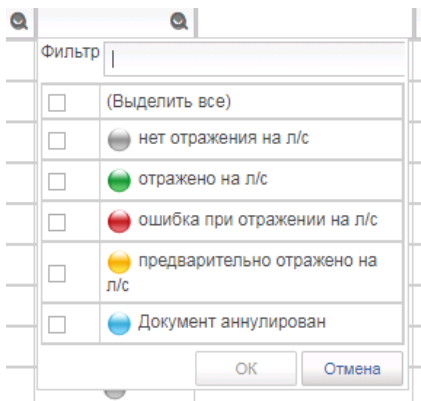 Фильтр
(Выделить все)
нет отражения на л/с
отражено на л/с
ошибка при отражении на л/с
предварительно отражено на
л/с
Документ аннулирован
ОК Отмена